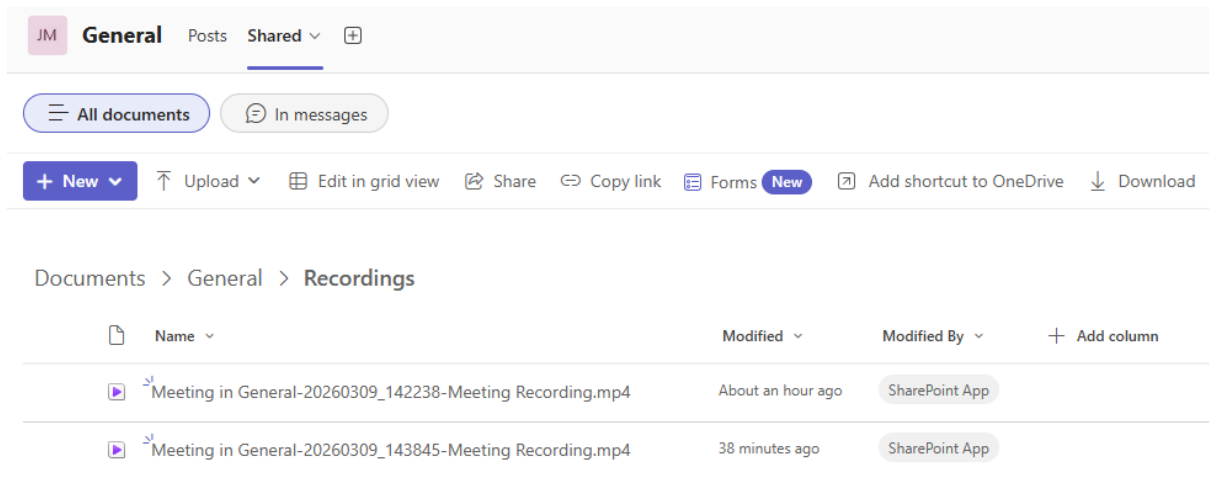 JM General Posts Shared
All documents In messages
New Upload Edit in grid view Share Copy link Forms New Add shortcut to OneDrive Download
Documents > General > Recordings
Name Modified Modified By Add column
Meeting in General-20260309_142238-Meeting Recording.mp4 About an hour ago SharePoint App
Meeting in General-20260309_143845-Meeting Recording.mp4 38 minutes ago SharePoint App